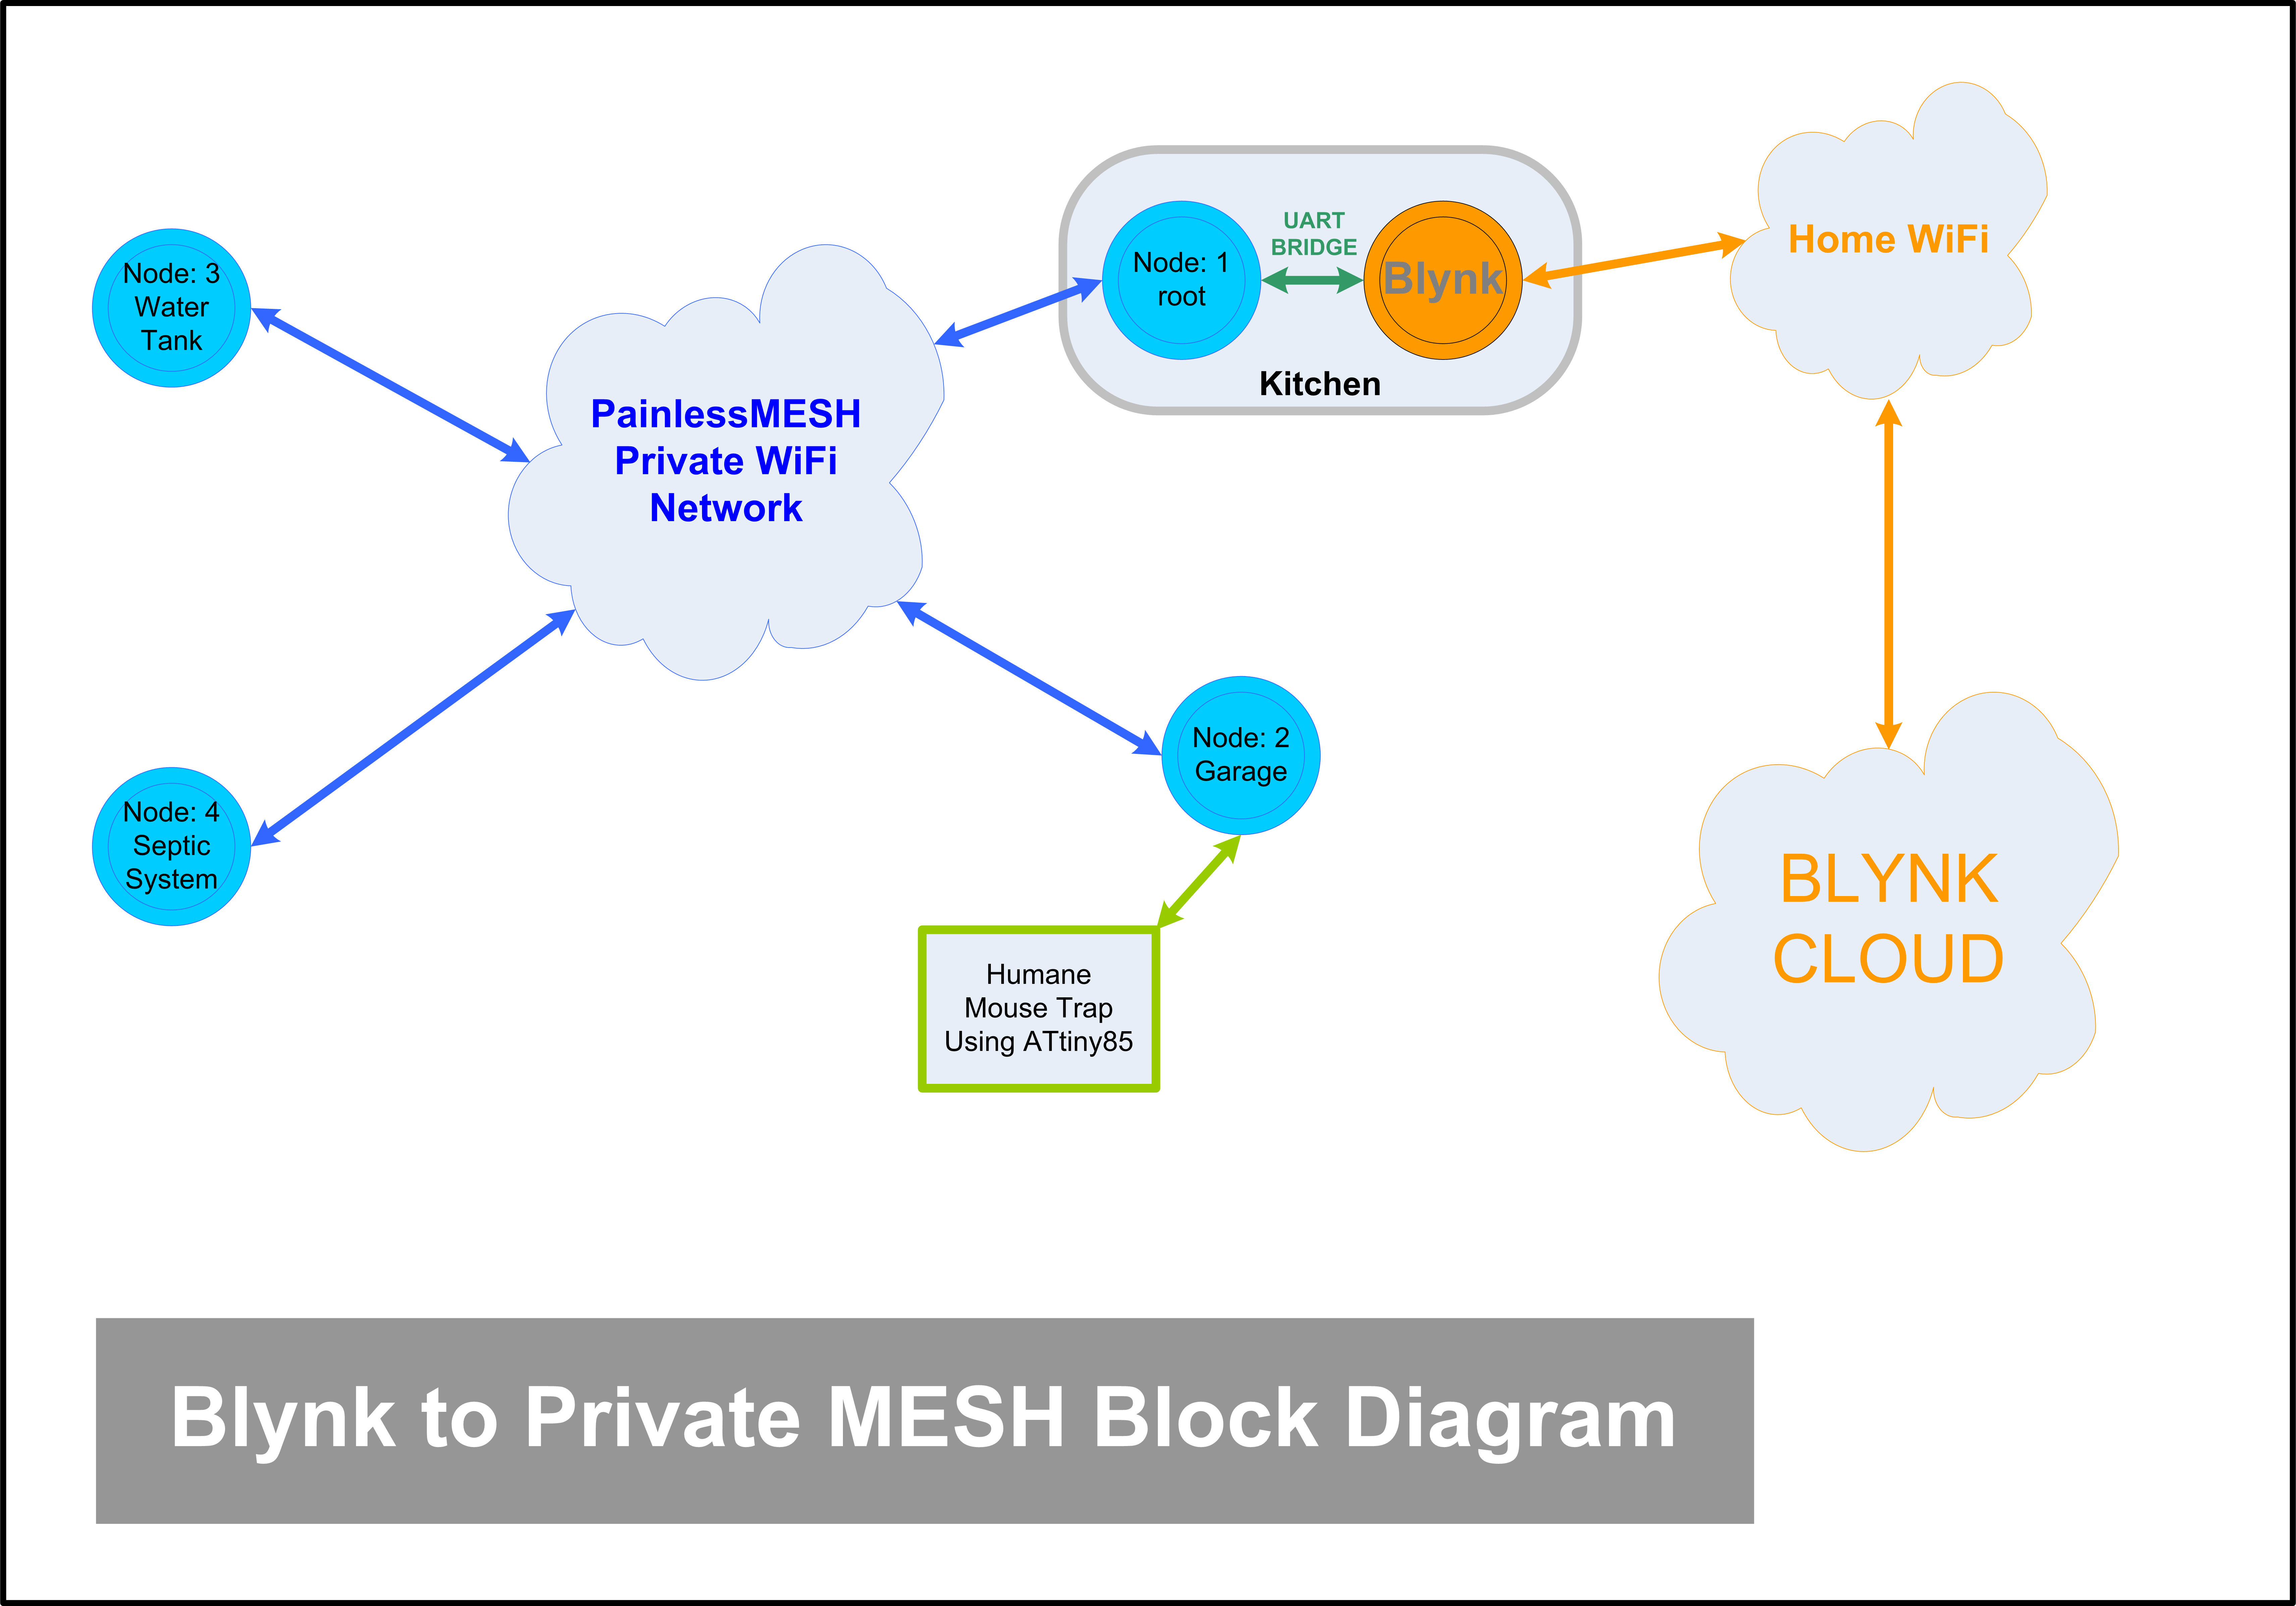 Node: 3
Water
Tank
PainlessMESH
Private WiFi
Network
Node: 1
root
UART
BRIDGE
Blynk
Kitchen
Home WiFi
Node: 4
Septic
System
Node: 2
Garage
Humane
Mouse Trap
Using ATtiny85
BLYNK
CLOUD
Blynk to Private MESH Block Diagram